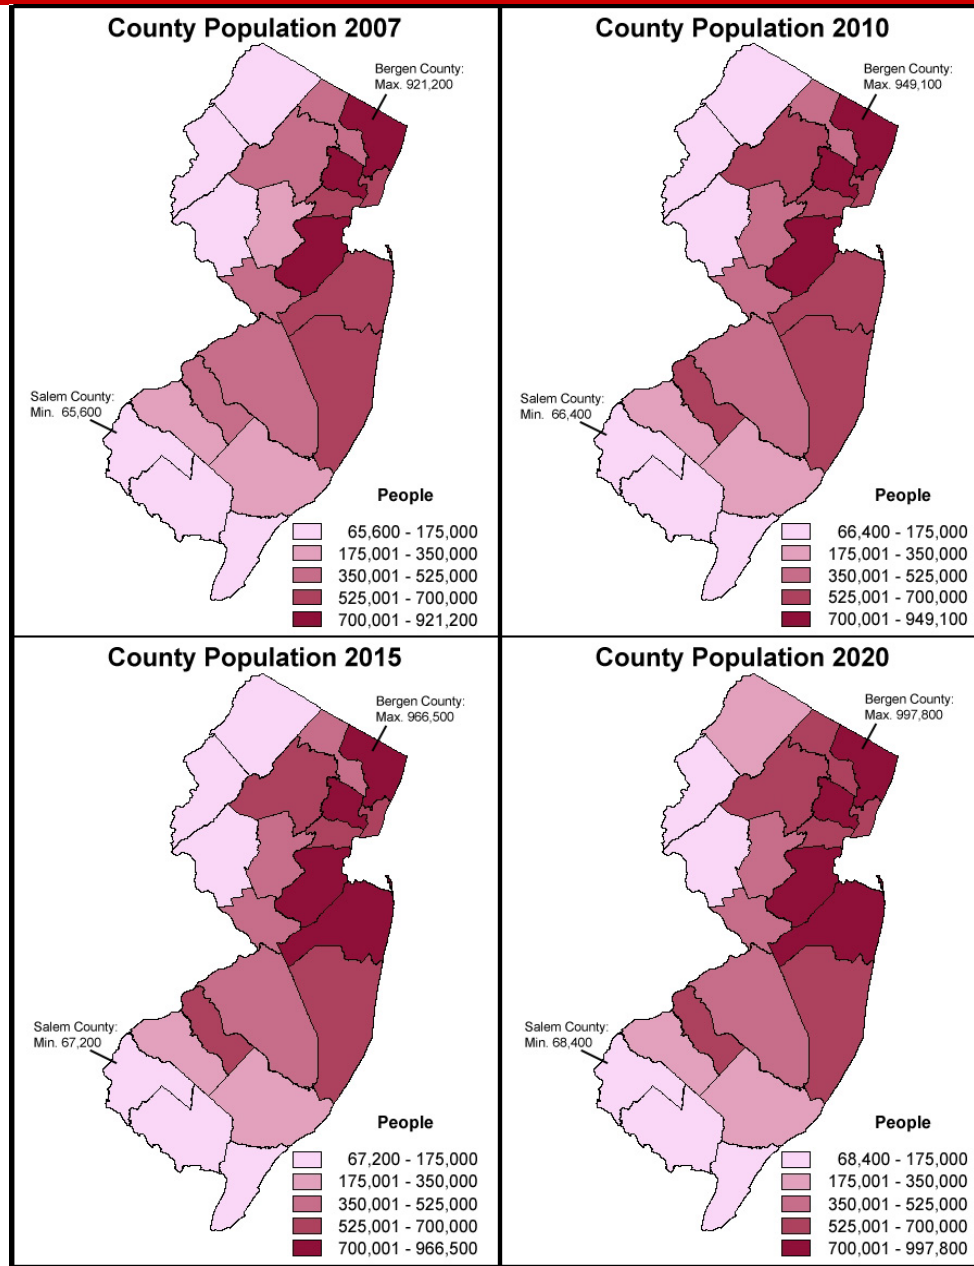 County Population 2007
Bergen County:
Max. 921,200
Salem County:
Min. 65,600
People
65,600 - 175,000
175,001 - 350,000
350,001 - 525,000
525,001 - 700,000
700,001 - 921,200
County Population 2010
Bergen County:
Max. 949,100
Salem County:
Min. 66,400
People
66,400 - 175,000
175,001 - 350,000
350,001 - 525,000
525,001 - 700,000
700,001 - 949,100
County Population 2015
Bergen County:
Max. 966,500
Salem County:
Min. 67,200
People
67,200 - 175,000
175,001 - 350,000
350,001 - 525,000
525,001 - 700,000
700,001 - 966,500
County Population 2020
Bergen County:
Max. 997,800
Salem County:
Min. 68,400
People
68,400 - 175,000
175,001 - 350,000
350,001 - 525,000
525,001 - 700,000
700,001 - 997,800